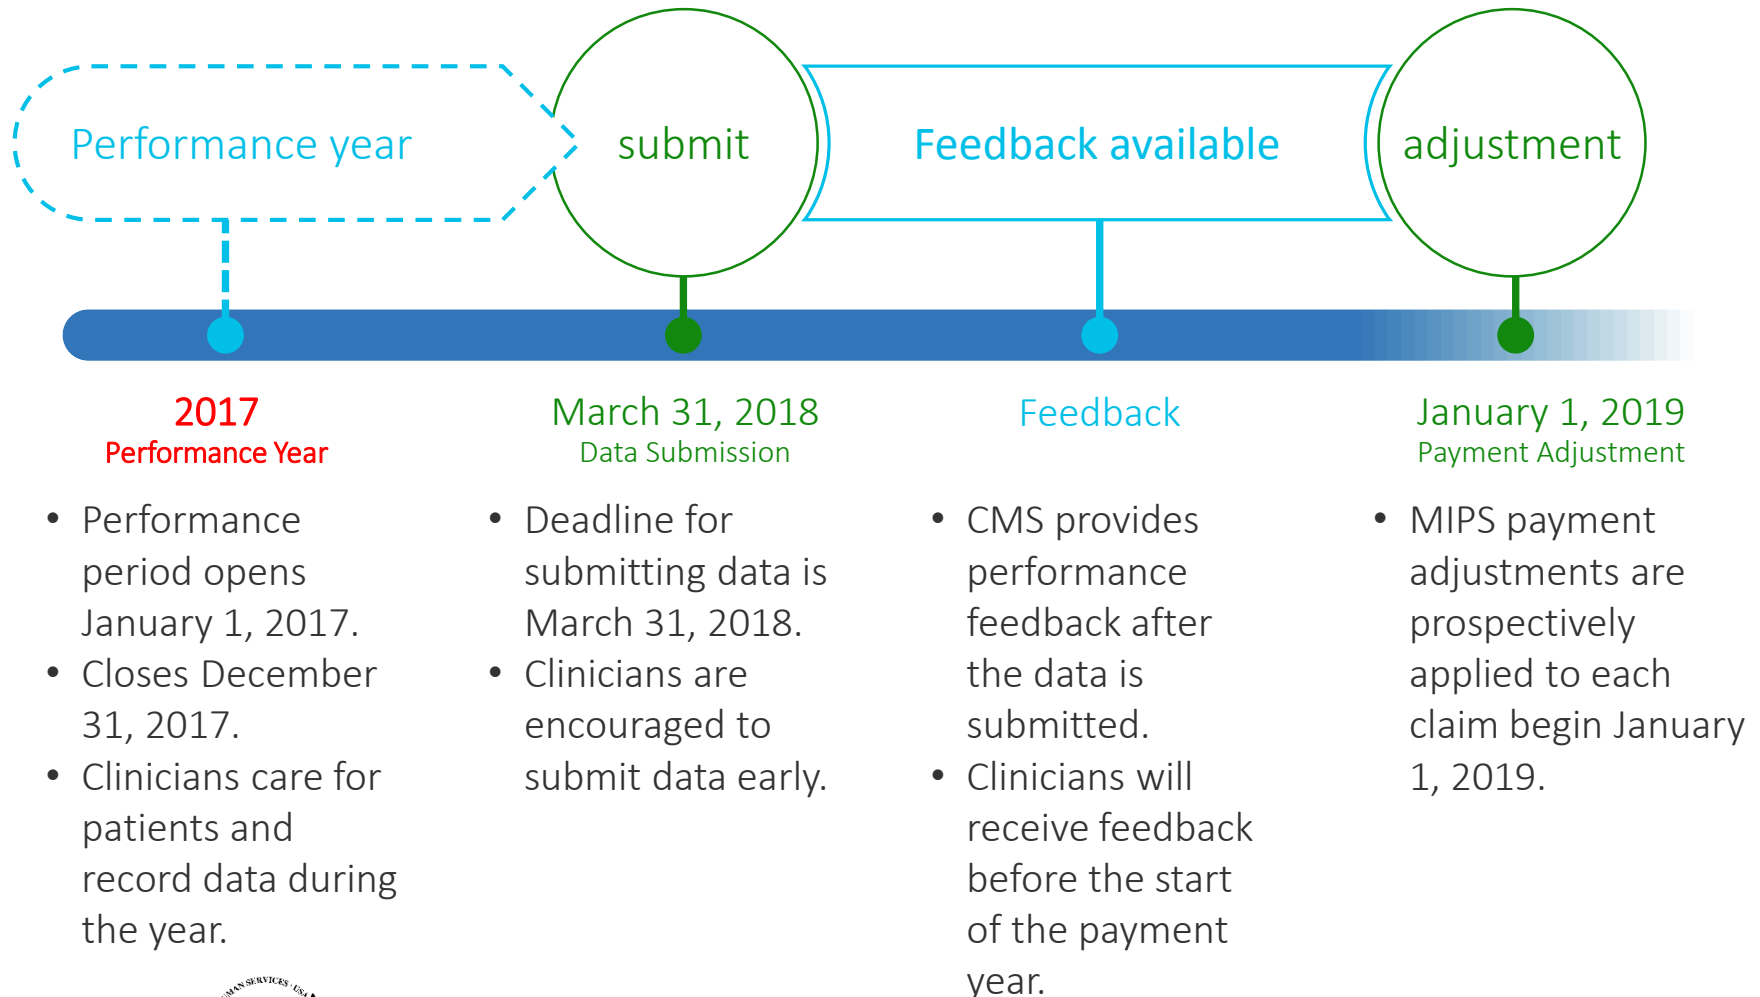 Performance year
submit
Feedback available
adjustment
2017
Performance Year
• Performance
period opens
January 1, 2017.
• Closes December
31, 2017.
• Clinicians care for
patients and
record data during
the year.
March 31, 2018
Data Submission
• Deadline for
submitting data is
March 31, 2018.
• Clinicians are
encouraged to
submit data early.
Feedback
• CMS provides
performance
feedback after
the data is
submitted.
• Clinicians will
receive feedback
before the start
of the payment
year.
January 1, 2019
Payment Adjustment
• MIPS payment
adjustments are
prospectively
applied to each
claim begin January
1, 2019.
SERVICES · USA